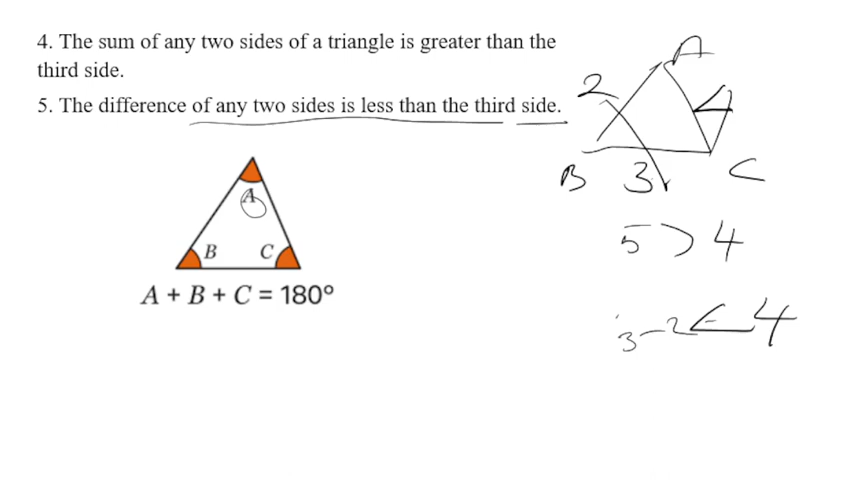 4. The sum of any two sides of a triangle is greater than the
third side.
5. The difference of any two sides is less than the third side.
A
2
4
B 3 C
5 > 4
3-2 < 4
A
B C
A + B + C = 180°